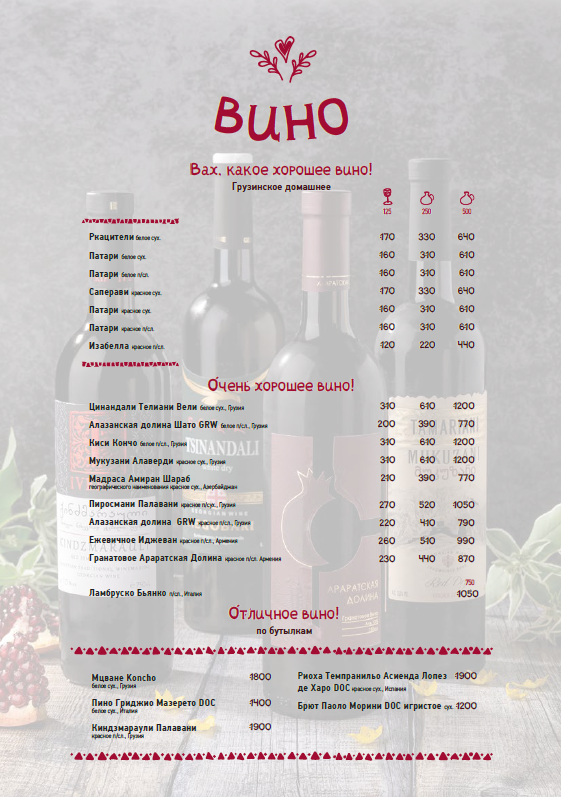 Вино
Вах, какое хорошее вино!
Грузинское домашнее
125 250 500
Ркацители белое сух. 170 330 640
Патари белое сух. 160 310 610
Патари белое п/сл. 160 310 610
Саперави красное сух. 170 330 640
Патари красное сух. 160 310 610
Патари красное п/сл. 160 310 610
Изабелла красное п/сл. 120 220 440
Очень хорошее вино!
Цинандали Телиани Вели белое сух., Грузия 310 610 1200
Алазанская долина Шато GRW белое п/сл., Грузия 200 390 770
Киси Кончо белое п/сл., Грузия 310 610 1200
Мукузани Алаверди красное сух., Грузия 310 610 1200
Мадраса Амиран Шараб 210 390 770
географического наименования красное сух., Азербайджан
Пиросмани Палавани красное п/сух., Грузия 270 520 1050
Алазанская долина GRW красное п/сл., Грузия 220 410 790
Ежевичное Иджеван красное п/сл., Армения 260 510 990
Гранатовое Араратская Долина красное п/сл. Армения 230 440 870
750
Ламбруско Бьянко п/сл., Италия 1050
Отличное вино!
по бутылкам
Мцване Koncho 1800
белое сух., Грузия
Пино Гриджио Мазерето DOC 1400
белое сух., Италия
Киндзмараули Палавани 1900
красное п/сл., Грузия
Риоха Темпранильо Асиенда Лопез 1900
де Харо DOC красное сух., Испания
Брют Паоло Морини DOC игристое сух. 1200
TSINANDALI
TAMARIANI
MUKUZANI
АРАРАТСКАЯ
ДОЛИНА